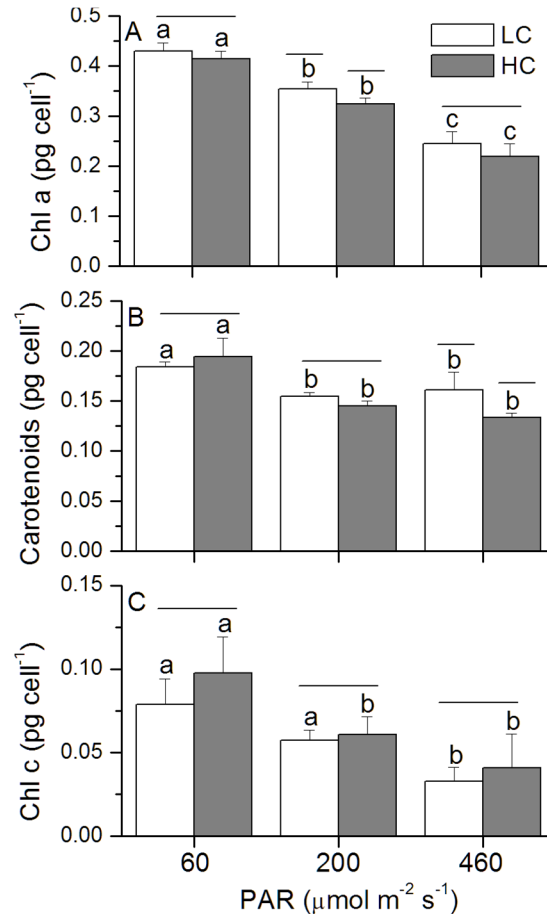 A
LC
HC
Chl a (pg cell⁻¹)
0.5
0.4
0.3
0.2
0.1
0.0
a a b b c c
B
Carotenoids (pg cell⁻¹)
0.25
0.20
0.15
0.10
0.05
0.00
a a b b b b
C
Chl c (pg cell⁻¹)
0.15
0.10
0.05
0.00
a a a b b b
60 200 460
PAR (μmol m⁻² s⁻¹)